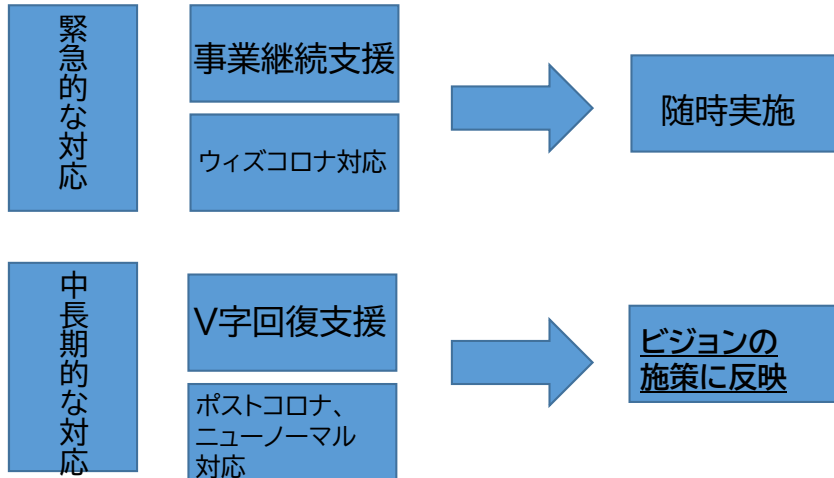 緊急的な対応
事業継続支援
ウィズコロナ対応
随時実施
中長期的な対応
V字回復支援
ポストコロナ、
ニューノーマル
対応
ビジョンの
施策に反映